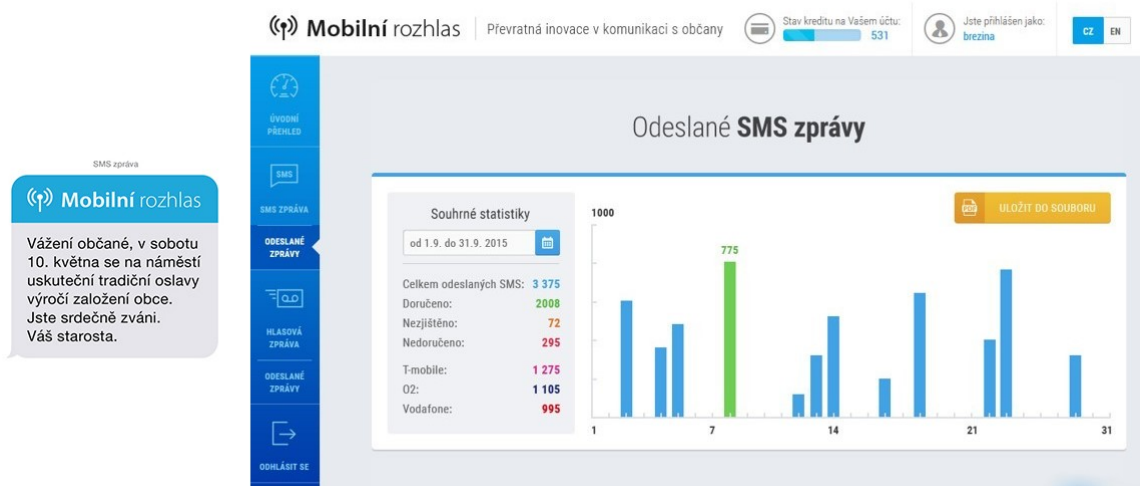 SMS zpráva
Mobilní rozhlas
Vážení občané, v sobotu
10. května se na náměstí
uskuteční tradiční oslavy
výročí založení obce.
Jste srdečně zváni.
Váš starosta.
Mobilní rozhlas
Převratná inovace v komunikaci s občany
Stav kreditu na Vašem účtu:
531
Jste přihlášen jako:
brezina
CZ EN
ÚVODNÍ
PŘEHLED
SMS
SMS ZPRÁVA
ODESLANÉ
ZPRÁVY
HLASOVÁ
ZPRÁVA
ODESLANÉ
ZPRÁVY
ODHLÁSIT SE
Odeslané SMS zprávy
Souhrné statistiky
od 1.9. do 31.9. 2015
Celkem odeslaných SMS: 3 375
Doručeno: 2008
Nezjištěno: 72
Nedoručeno: 295
T-mobile: 1 275
O2: 1 105
Vodafone: 995
PDF ULOŽIT DO SOUBORU
1000
775
1 7 14 21 31